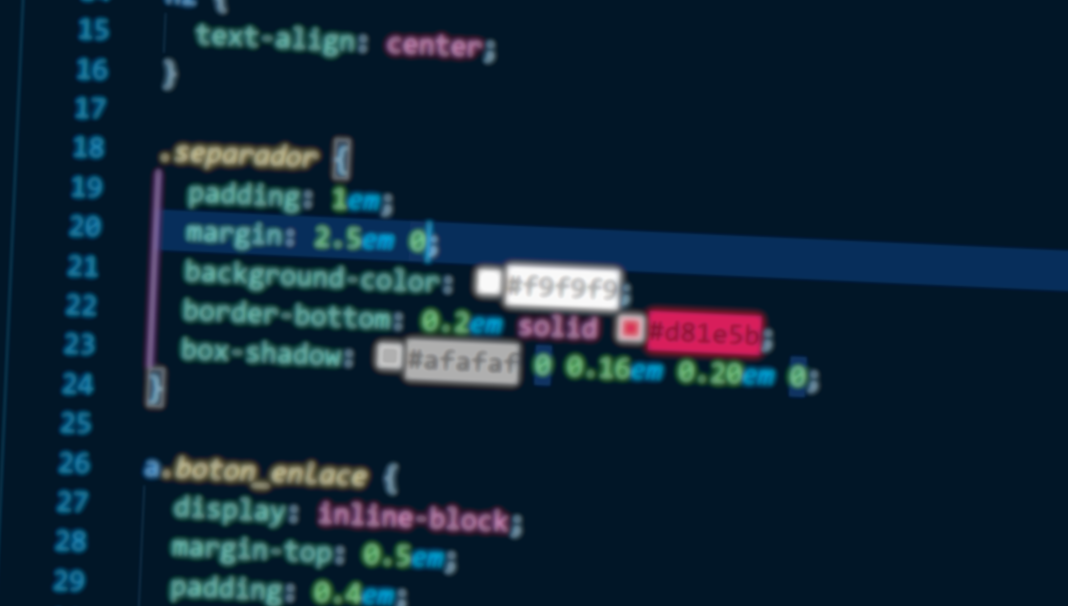 15 text-align: center;
16 }
17
18 .separador {
19 padding: 1em;
20 margin: 2.5em 0;
21 background-color: #f9f9f9;
22 border-bottom: 0.2em solid #d81e5b;
23 box-shadow: #afafaf 0 0.16em 0.20em 0;
24 }
25
26 a.boton_enlace {
27 display: inline-block;
28 margin-top: 0.5em;
29 padding: 0.4em;